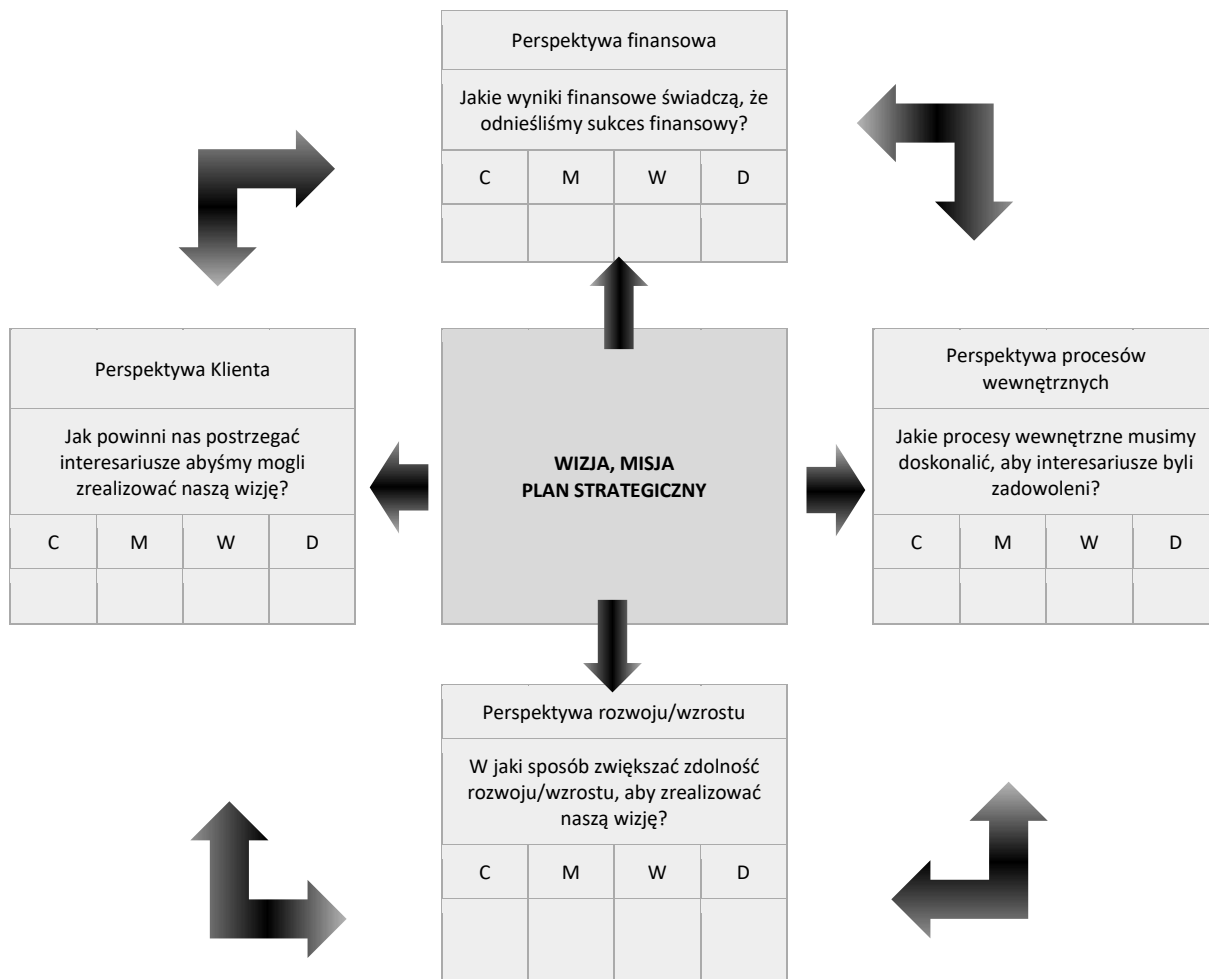 Perspektywa finansowa
Jakie wyniki finansowe świadczą, że
odnieśliśmy sukces finansowy?
C M W D
Perspektywa Klienta
Jak powinni nas postrzegać
interesariusze abyśmy mogli
zrealizować naszą wizję?
C M W D
WIZJA, MISJA
PLAN STRATEGICZNY
Perspektywa procesów
wewnętrznych
Jakie procesy wewnętrzne musimy
doskonalić, aby interesariusze byli
zadowoleni?
C M W D
Perspektywa rozwoju/wzrostu
W jaki sposób zwiększać zdolność
rozwoju/wzrostu, aby zrealizować
naszą wizję?
C M W D